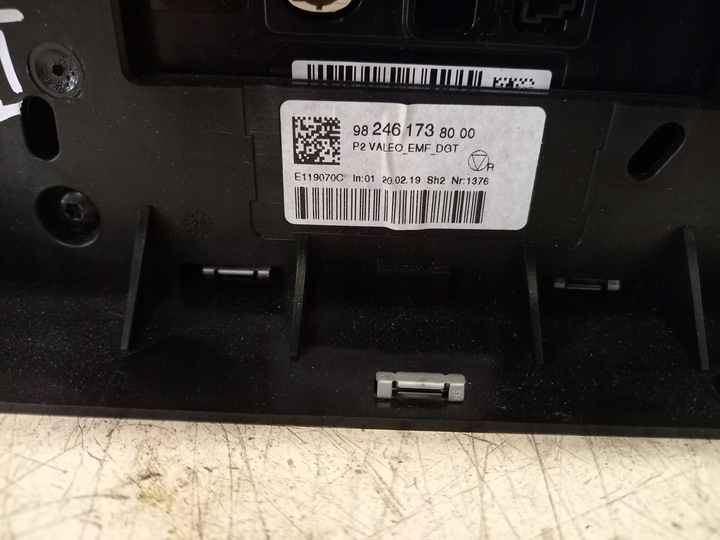 98 246 173 80 00
P2 VALEO_EMF_DGT
R
E119070C In:01 20.02.19 Sh2 Nr:1376